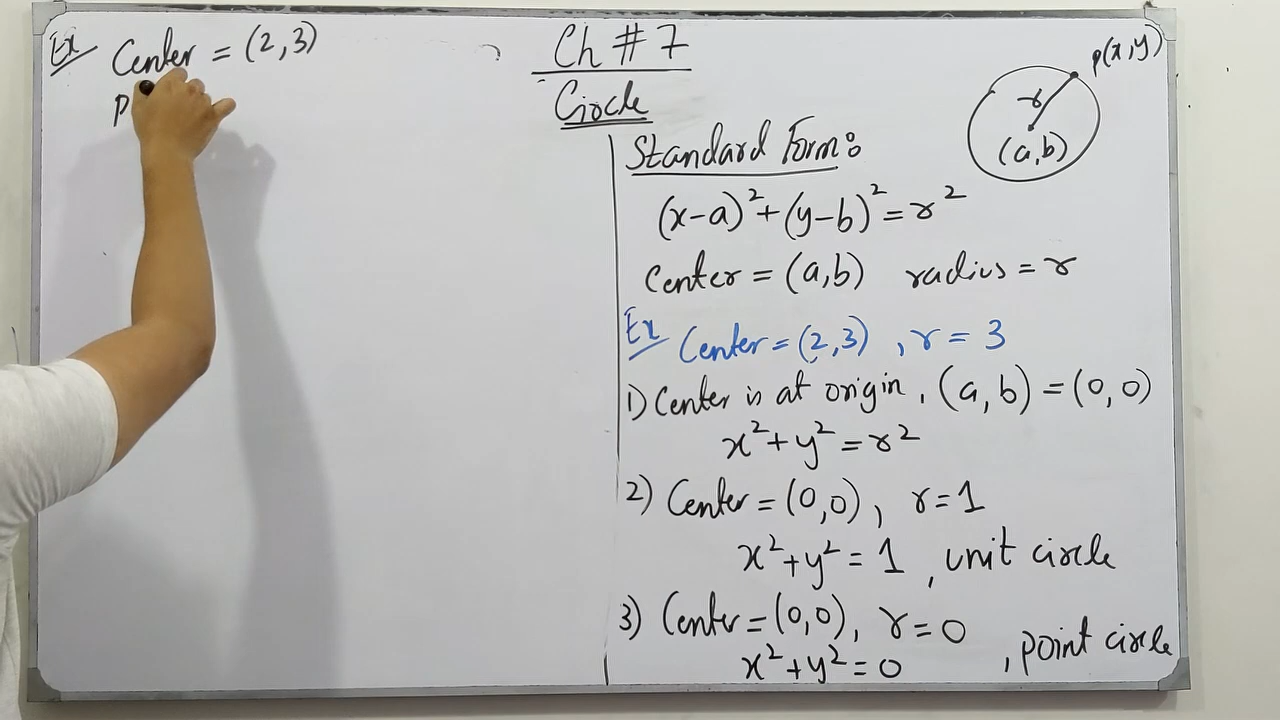 Ex Center = (2,3)
P
Ch # 7
Circle
P(x,y)
r
(a,b)
Standard Form:
(x-a)²+(y-b)²=r²
Center = (a,b) radius = r
Ex Center = (2,3) , r = 3
1) Center is at origin, (a, b) = (0, 0)
x²+y²=r²
2) Center = (0,0), r=1
x²+y²=1 , unit circle
3) Center=(0,0), r=0
x²+y²=0 , point circle